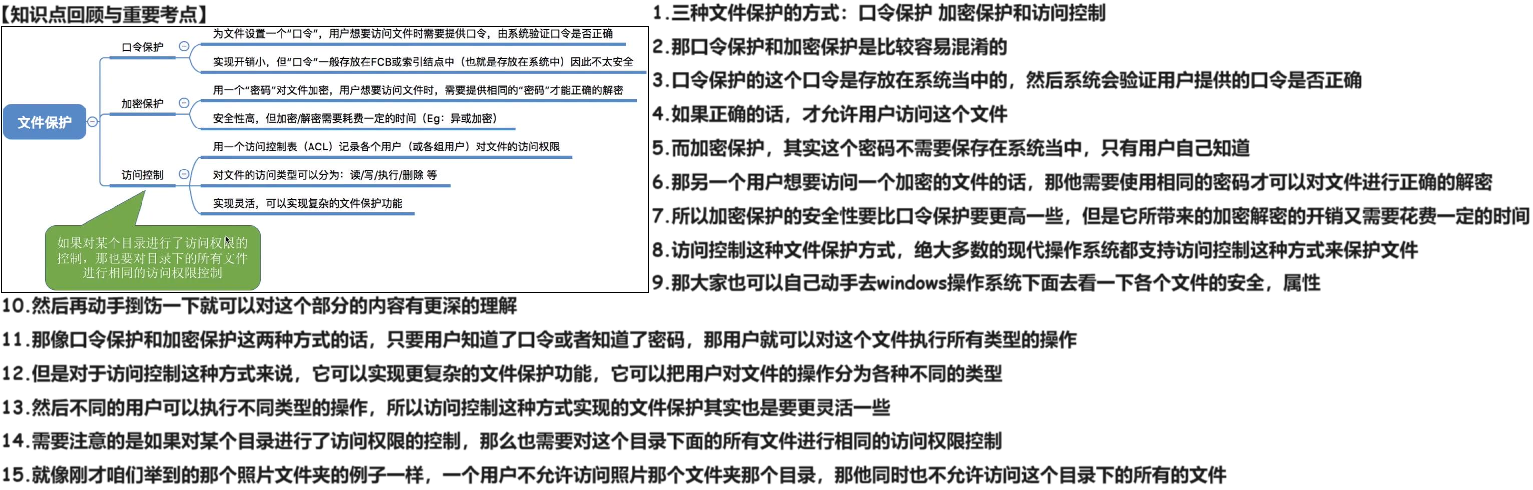 【知识点回顾与重要考点】
文件保护
口令保护
为文件设置一个“口令”，用户想要访问文件时需要提供口令，由系统验证口令是否正确
实现开销小，但“口令”一般存放在FCB或索引结点中（也就是存放在系统中）因此不太安全
加密保护
用一个“密码”对文件加密，用户想要访问文件时，需要提供相同的“密码”才能正确的解密
安全性高，但加密/解密需要耗费一定的时间（Eg：异或加密）
访问控制
用一个访问控制表（ACL）记录各个用户（或各组用户）对文件的访问权限
对文件的访问类型可以分为：读/写/执行/删除 等
实现灵活，可以实现复杂的文件保护功能
如果对某个目录进行了访问权限的
控制，那也要对目录下的所有文件
进行相同的访问权限控制
1.三种文件保护的方式：口令保护 加密保护和访问控制
2.那口令保护和加密保护是比较容易混淆的
3.口令保护的这个口令是存放在系统当中的，然后系统会验证用户提供的口令是否正确
4.如果正确的话，才允许用户访问这个文件
5.而加密保护，其实这个密码不需要保存在系统当中，只有用户自己知道
6.那另一个用户想要访问一个加密的文件的话，那他需要使用相同的密码才可以对文件进行正确的解密
7.所以加密保护的安全性要比口令保护要更高一些，但是它所带来的加密解密的开销又需要花费一定的时间
8.访问控制这种文件保护方式，绝大多数的现代操作系统都支持访问控制这种方式来保护文件
9.那大家也可以自己动手去windows操作系统下面去看一下各个文件的安全，属性
10.然后再动手捯饬一下就可以对这个部分的内容有更深的理解
11.那像口令保护和加密保护这两种方式的话，只要用户知道了口令或者知道了密码，那用户就可以对这个文件执行所有类型的操作
12.但是对于访问控制这种方式来说，它可以实现更复杂的文件保护功能，它可以把用户对文件的操作分为各种不同的类型
13.然后不同的用户可以执行不同类型的操作，所以访问控制这种方式实现的文件保护其实也是要更灵活一些
14.需要注意的是如果对某个目录进行了访问权限的控制，那么也需要对这个目录下面的所有文件进行相同的访问权限控制
15.就像刚才咱们举到的那个照片文件夹的例子一样，一个用户不允许访问照片那个文件夹那个目录，那他同时也不允许访问这个目录下的所有的文件